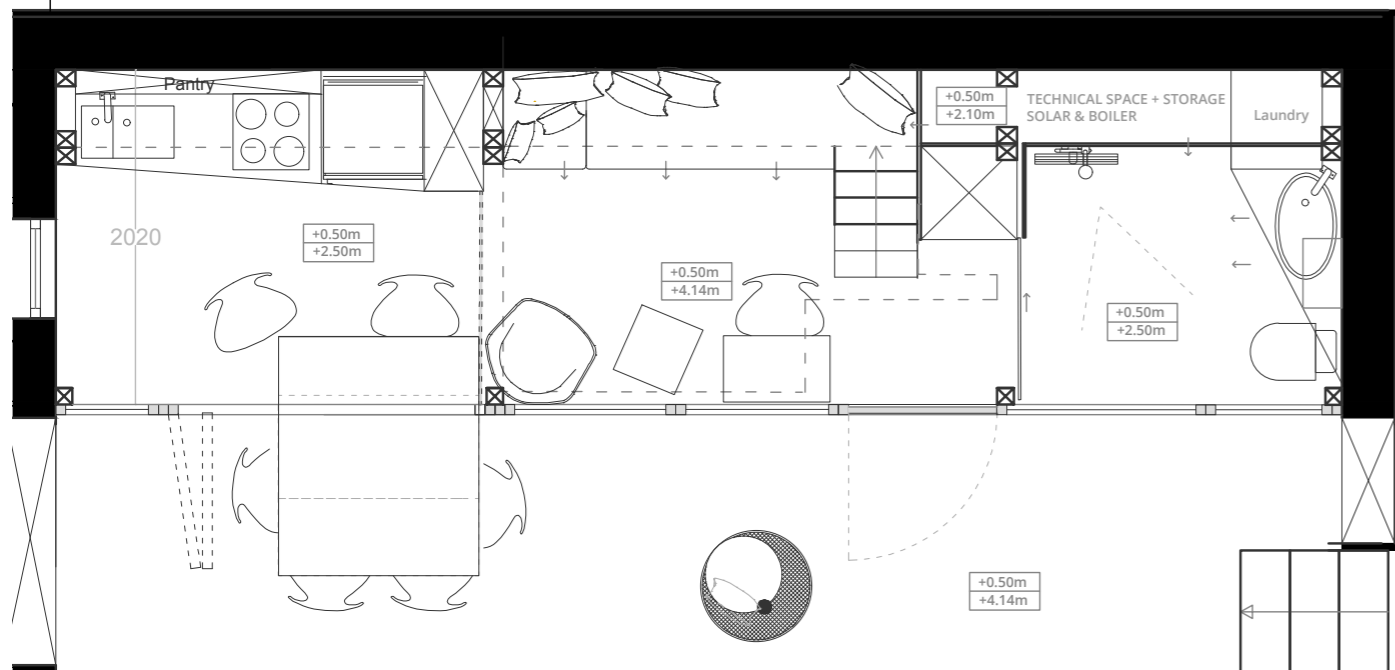 Pantry
+0.50m
+2.10m
TECHNICAL SPACE + STORAGE
SOLAR & BOILER
Laundry
2020
+0.50m
+2.50m
+0.50m
+4.14m
+0.50m
+2.50m
+0.50m
+4.14m